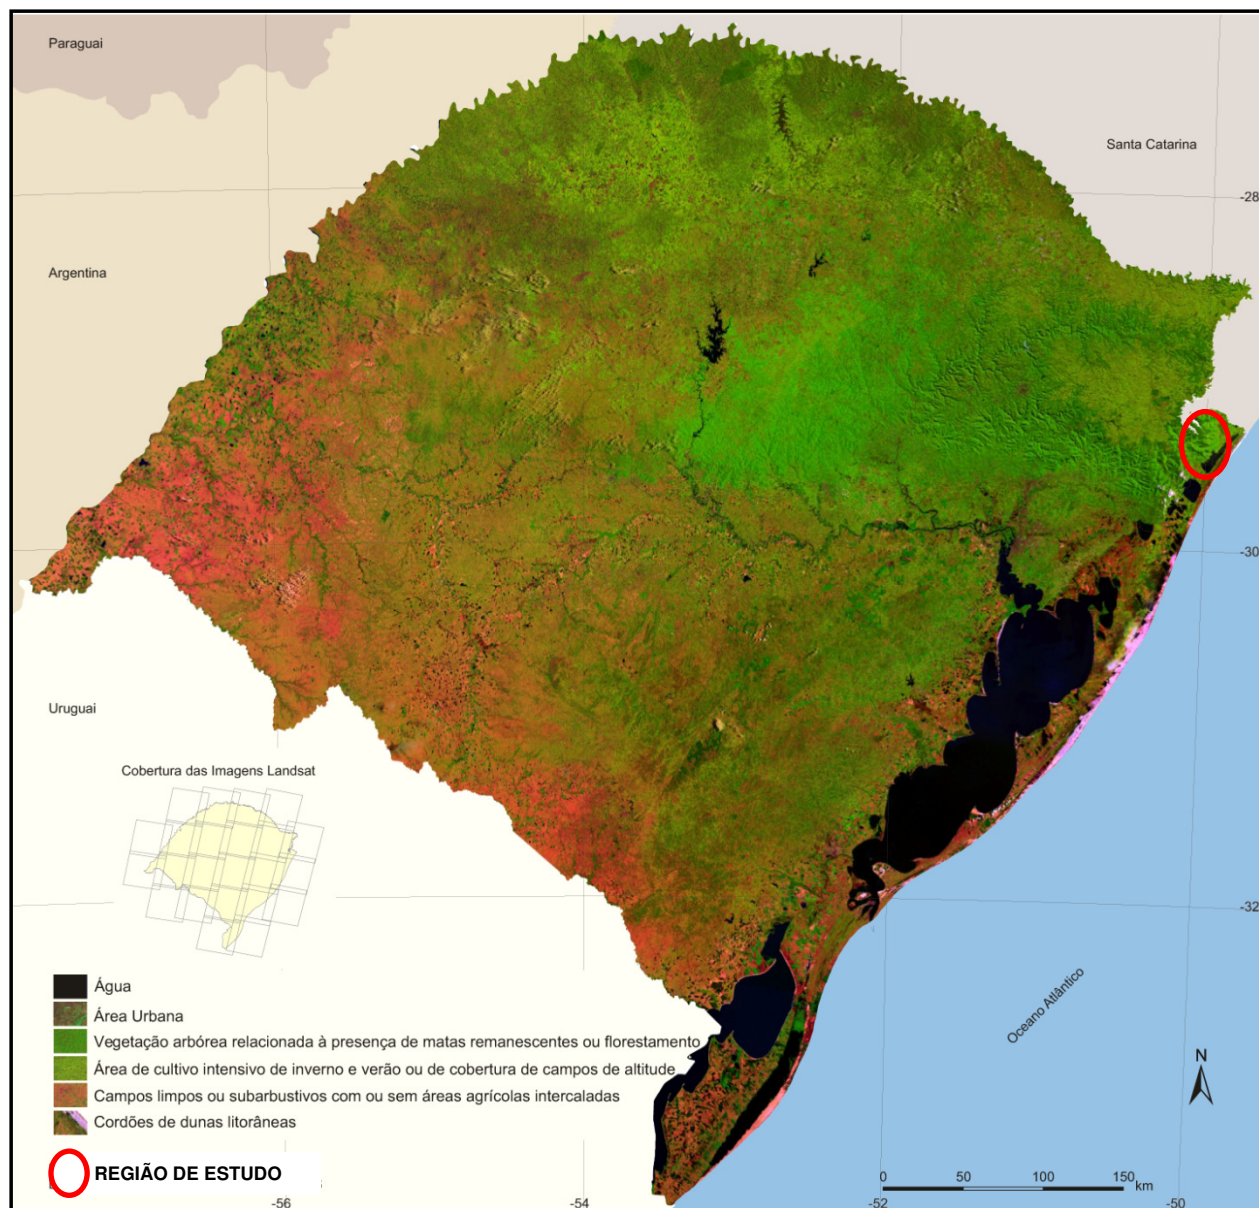 Paraguai
Santa Catarina
-28
Argentina
-30
Uruguai
Cobertura das Imagens Landsat
-32
Oceano Atlântico
Água
Área Urbana
Vegetação arbórea relacionada à presença de matas remanescentes ou florestamento
Área de cultivo intensivo de inverno e verão ou de cobertura de campos de altitude
Campos limpos ou subarbustivos com ou sem áreas agrícolas intercaladas
Cordões de dunas litorâneas
REGIÃO DE ESTUDO
N
0 50 100 150 km
-56 -54 -52 -50